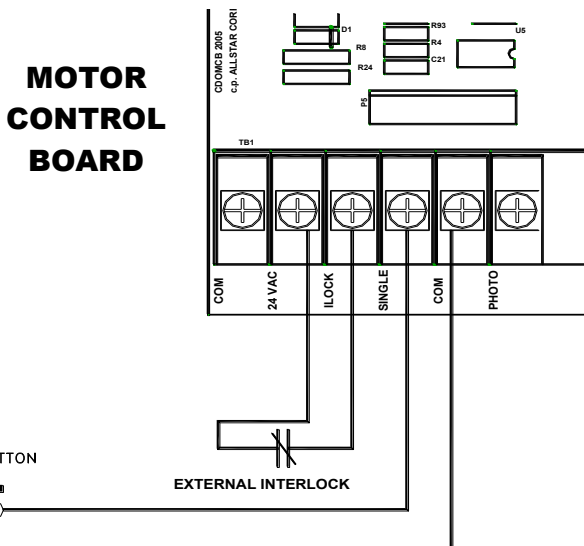 CDOMCB 2005
c.p. ALLSTAR CORI
D1
R8
R24
R93
R4
C21
U5
P5
MOTOR
CONTROL
BOARD
TB1
COM
24 VAC
ILOCK
SINGLE
COM
PHOTO
TTON
EXTERNAL INTERLOCK